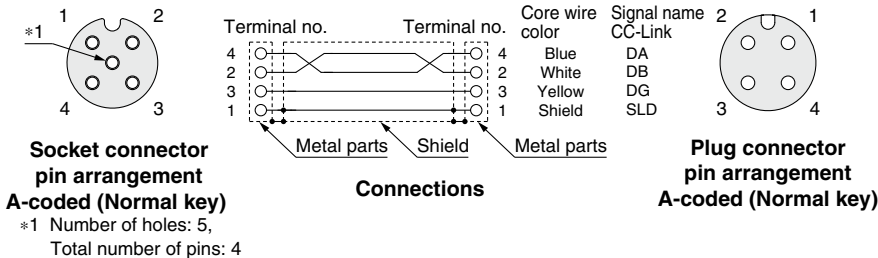 1 2
*1
4 3
Socket connector
pin arrangement
A-coded (Normal key)
*1 Number of holes: 5,
Total number of pins: 4
Terminal no. Terminal no. Core wire color Signal name CC-Link
4 4 Blue DA
2 2 White DB
3 3 Yellow DG
1 1 Shield SLD
Metal parts Shield Metal parts
Connections
2 1
3 4
Plug connector
pin arrangement
A-coded (Normal key)